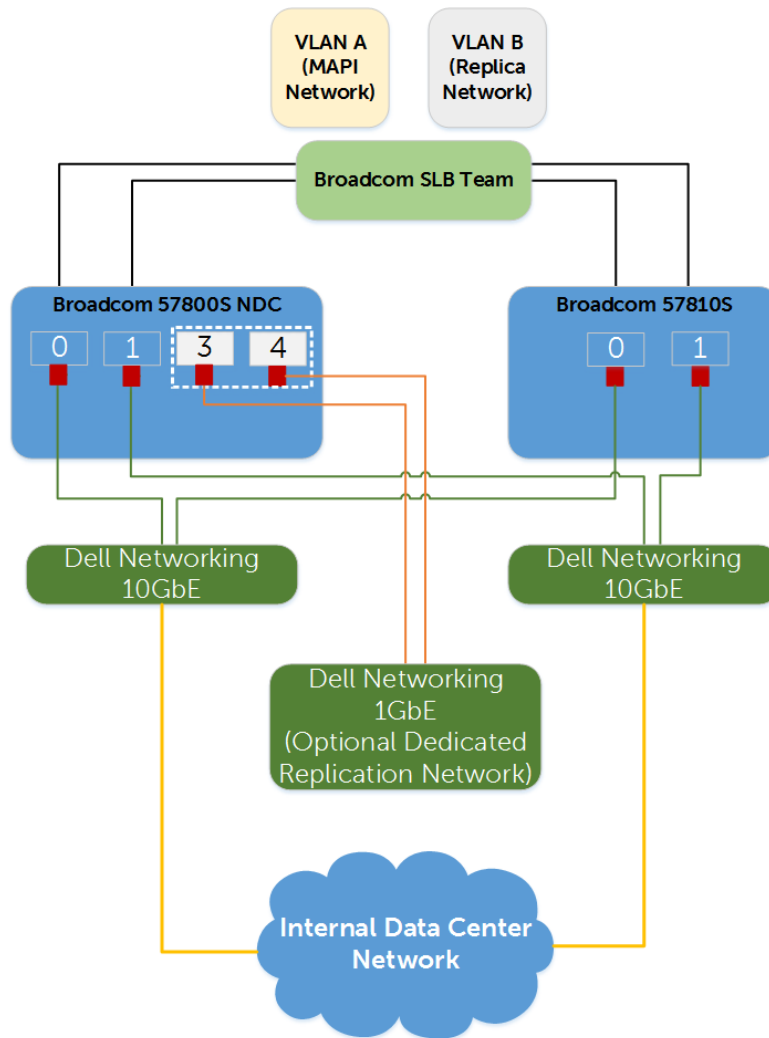 VLAN A
(MAPI
Network)
VLAN B
(Replica
Network)
Broadcom SLB Team
Broadcom 57800S NDC
0
1
3
4
Broadcom 57810S
0
1
Dell Networking
10GbE
Dell Networking
10GbE
Dell Networking
1GbE
(Optional Dedicated
Replication Network)
Internal Data Center
Network